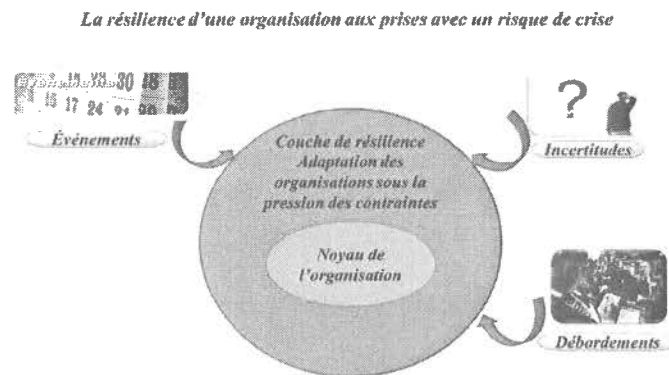 La résilience d'une organisation aux prises avec un risque de crise
Événements
Incertitudes
?
Couche de résilience
Adaptation des
organisations sous la
pression des contraintes
Noyau de
l'organisation
Débordements